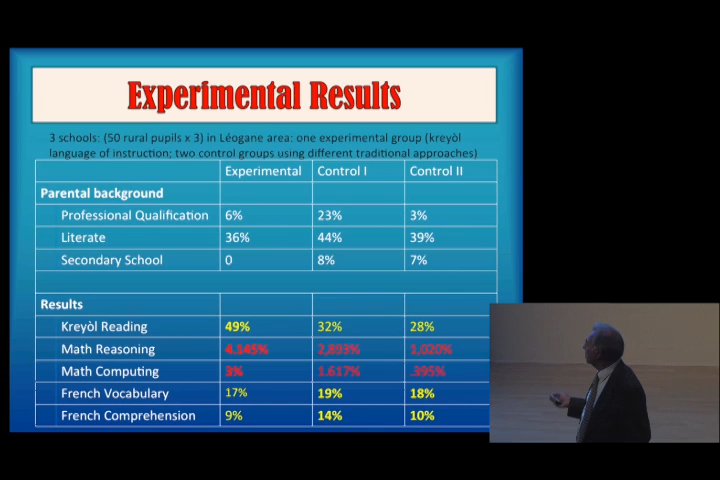 Experimental Results
3 schools: (50 rural pupils x 3) in Léogane area: one experimental group (kreyòl
language of instruction; two control groups using different traditional approaches)
Experimental Control I Control II
Parental background
Professional Qualification 6% 23% 3%
Literate 36% 44% 39%
Secondary School 0 8% 7%
Results
Kreyòl Reading 49% 32% 28%
Math Reasoning 4.145% 2,893% 1,020%
Math Computing 3% 1.617% .395%
French Vocabulary 17% 19% 18%
French Comprehension 9% 14% 10%